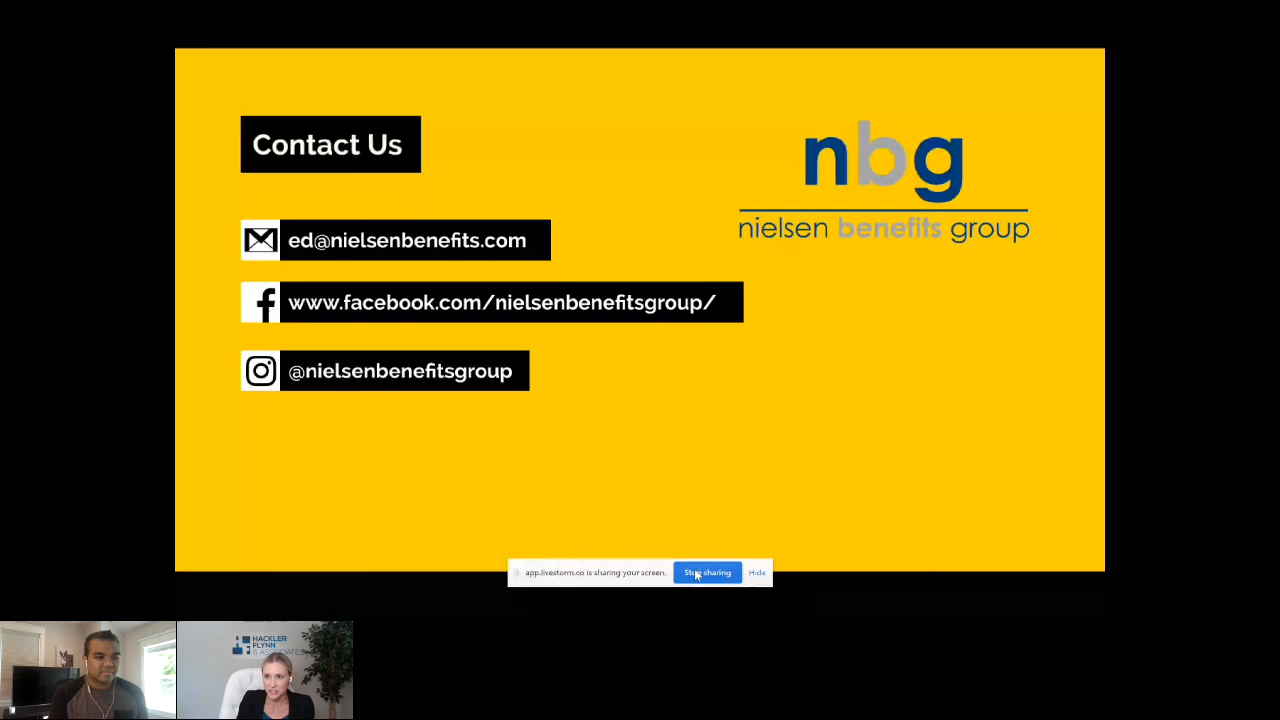 Contact Us
nbg
nielsen benefits group
ed@nielsenbenefits.com
www.facebook.com/nielsenbenefitsgroup/
@nielsenbenefitsgroup
app.livestorm.co is sharing your screen. Stop sharing Hide
HACKLER
FLYNN
& ASSOCIATES